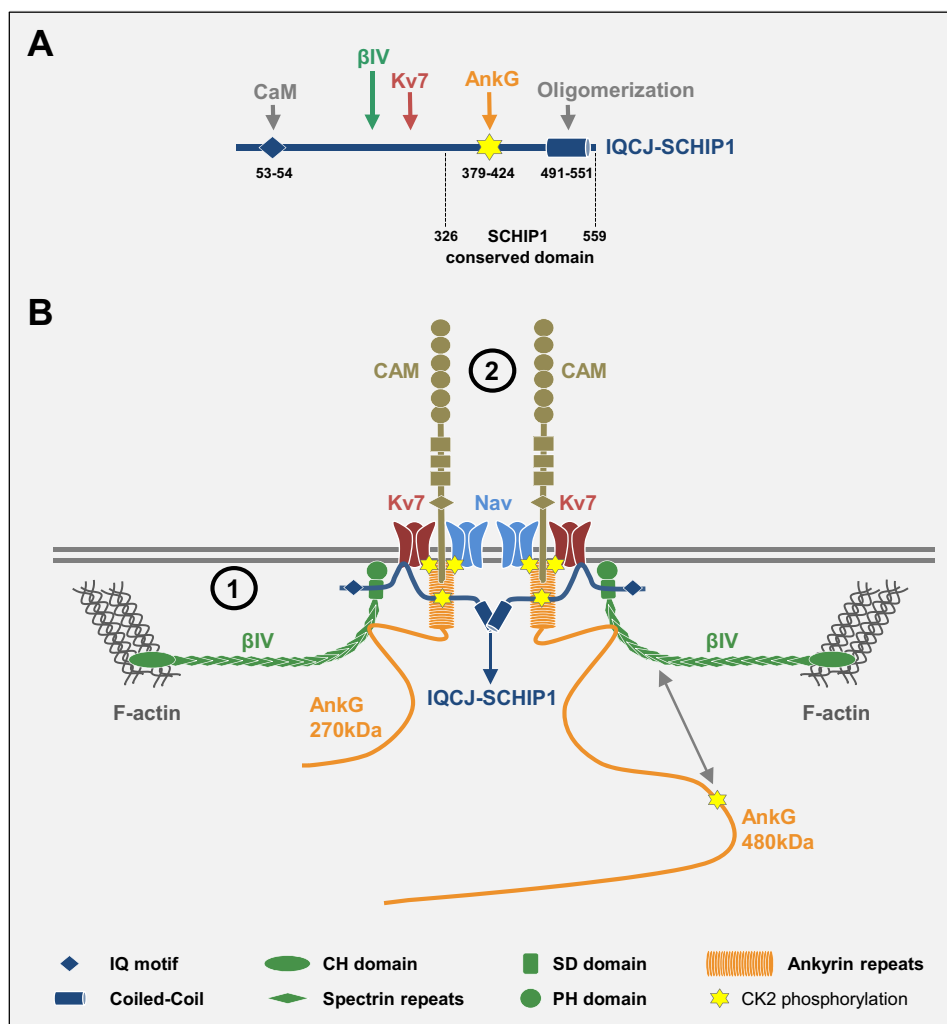 A
βIV
Kv7
CaM
AnkG
Oligomerization
IQCJ-SCHIP1
53-54
379-424
491-551
326
SCHIP1
559
conserved domain
B
CAM
2
CAM
Kv7
Nav
Kv7
1
βIV
βIV
IQCJ-SCHIP1
F-actin
F-actin
AnkG
270kDa
AnkG
480kDa
IQ motif
CH domain
SD domain
Ankyrin repeats
Coiled-Coil
Spectrin repeats
PH domain
CK2 phosphorylation